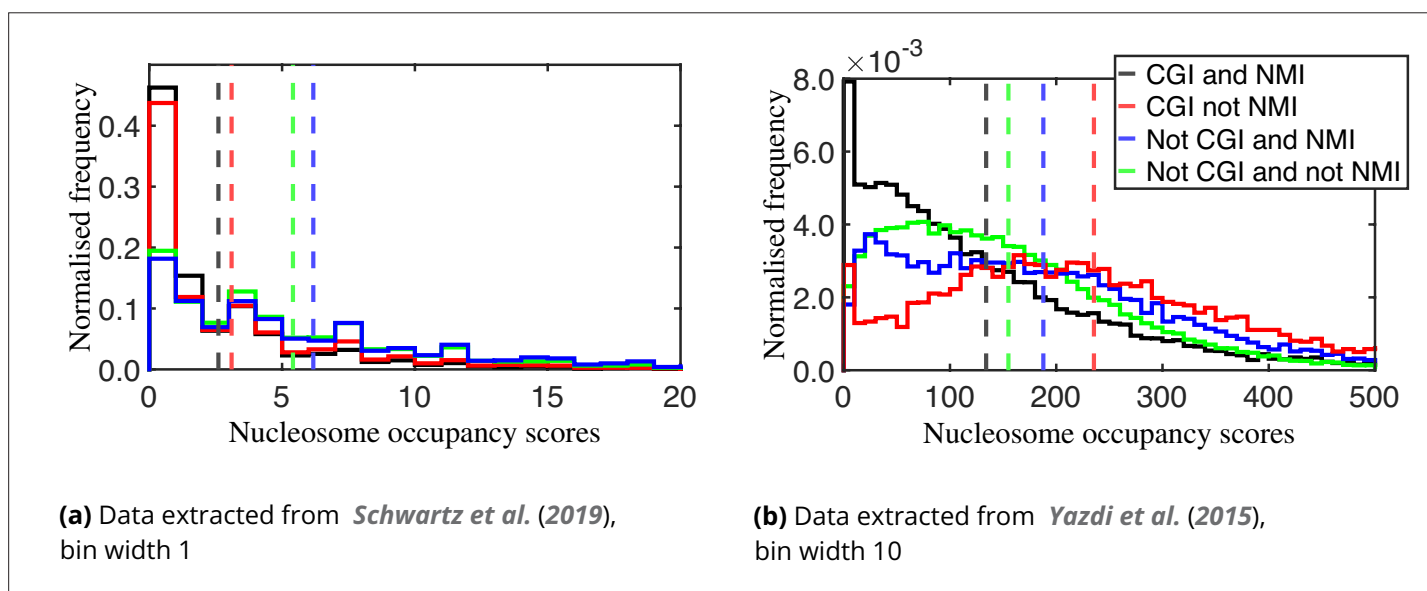 Normalised frequency
0.4
0.3
0.2
0.1
0.0
0 5 10 15 20
Nucleosome occupancy scores
(a) Data extracted from Schwartz et al. (2019),
bin width 1
×10⁻³
Normalised frequency
8.0
6.0
4.0
2.0
0.0
0 100 200 300 400 500
Nucleosome occupancy scores
CGI and NMI
CGI not NMI
Not CGI and NMI
Not CGI and not NMI
(b) Data extracted from Yazdi et al. (2015),
bin width 10